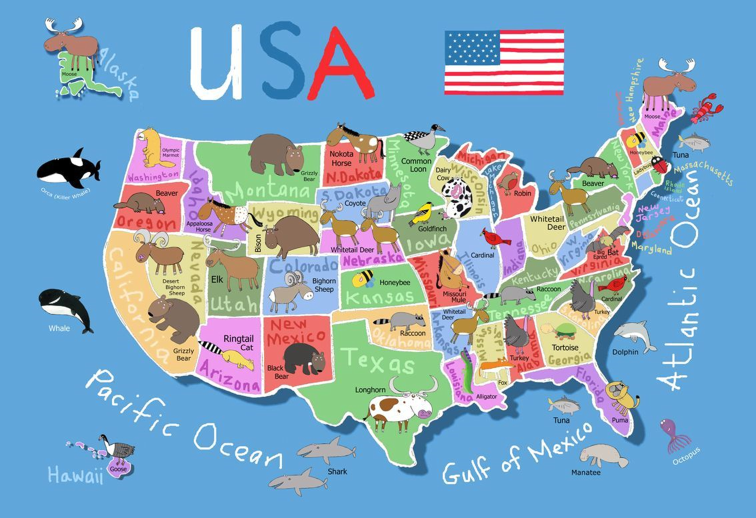 USA
Alaska
Moose
New Hampshire
Moose
Maine
Washington
Olympic
Marmot
Idaho
Montana
Grizzly
Bear
Nokota
Horse
N.Dakota
Minnesota
Common
Loon
Michigan
Robin
Dairy
Cow
Wisconsin
New York
Beaver
Honeybee
Ladybug
Tuna
Massachusetts
Orca (Killer Whale)
Beaver
Oregon
Appaloosa
Horse
Wyoming
Bison
S.Dakota
Coyote
Goldfinch
Iowa
Whitetail
Deer
Ohio
Pennsylvania
New
Jersey
Maryland
Atlantic Ocean
California
Nevada
Desert
Bighorn
Sheep
Elk
Utah
Colorado
Bighorn
Sheep
Whitetail Deer
Nebraska
Honeybee
Kansas
Missouri
Missouri
Mule
Cardinal
Illinois
Indiana
Kentucky
Bat
Virginia
Raccoon
Tennessee
N.Carolina
Cardinal
Turkey
Whale
Grizzly
Bear
Ringtail
Cat
Arizona
New
Mexico
Black
Bear
Raccoon
Oklahoma
Whitetail
Deer
Arkansas
Turkey
Tortoise
Georgia
Dolphin
Texas
Longhorn
Louisiana
Alligator
Fox
Florida
Puma
Pacific Ocean
Hawaii
Goose
Shark
Gulf of Mexico
Tuna
Manatee
Octopus